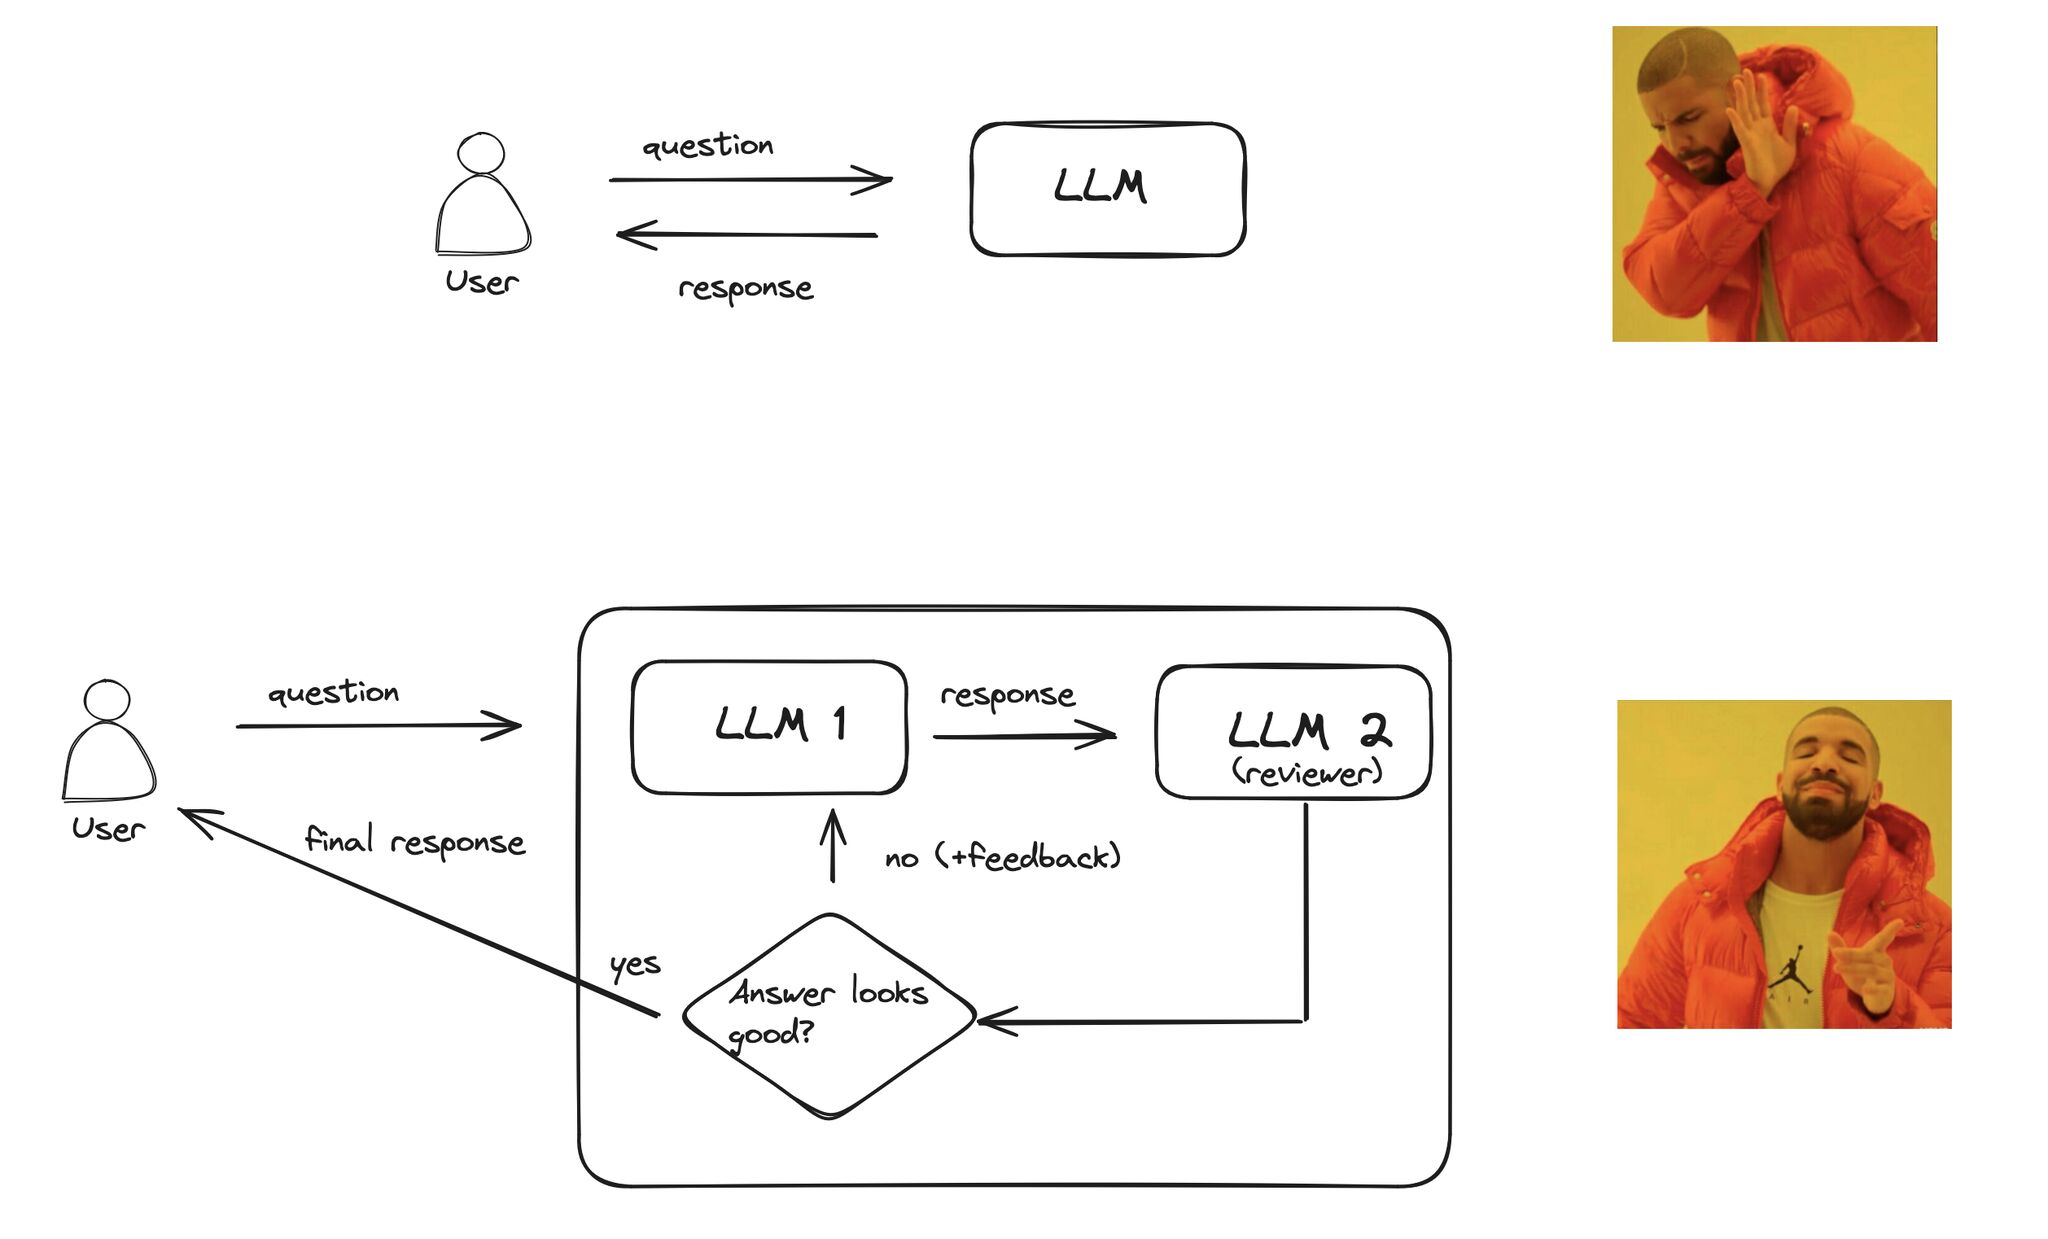 question
LLM
User
response
question
LLM 1
response
LLM 2
(reviewer)
User
final response
no (+feedback)
yes
Answer looks
good?
AIR